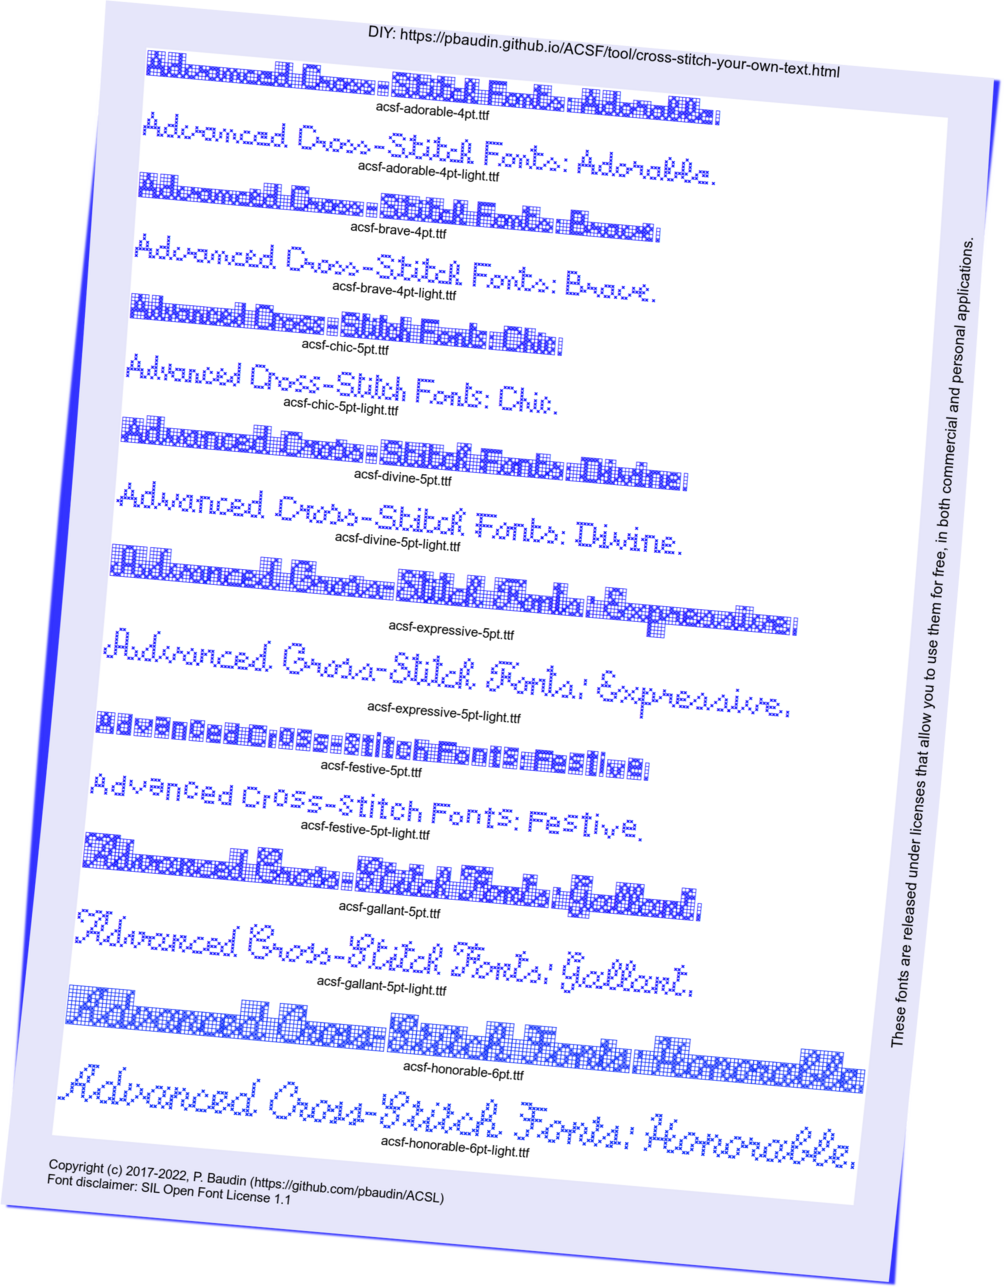 DIY: https://pbaudin.github.io/ACSF/tool/cross-stitch-your-own-text.html
Advanced Cross-Stitch Fonts: Adorable.
acsf-adorable-4pt.ttf
Advanced Cross-Stitch Fonts: Adorable.
acsf-adorable-4pt-light.ttf
Advanced Cross-Stitch Fonts: Brave.
acsf-brave-4pt.ttf
Advanced Cross-Stitch Fonts: Brave.
acsf-brave-4pt-light.ttf
Advanced Cross-Stitch Fonts: Chic.
acsf-chic-5pt.ttf
Advanced Cross-Stitch Fonts: Chic.
acsf-chic-5pt-light.ttf
Advanced Cross-Stitch Fonts: Divine.
acsf-divine-5pt.ttf
Advanced Cross-Stitch Fonts: Divine.
acsf-divine-5pt-light.ttf
Advanced Cross-Stitch Fonts: Expressive.
acsf-expressive-5pt.ttf
Advanced Cross-Stitch Fonts: Expressive.
acsf-expressive-5pt-light.ttf
Advanced Cross-Stitch Fonts: Festive.
acsf-festive-5pt.ttf
Advanced Cross-Stitch Fonts: Festive.
acsf-festive-5pt-light.ttf
Advanced Cross-Stitch Fonts: Gallant.
acsf-gallant-5pt.ttf
Advanced Cross-Stitch Fonts: Gallant.
acsf-gallant-5pt-light.ttf
Advanced Cross-Stitch Fonts: Honorable.
acsf-honorable-6pt.ttf
Advanced Cross-Stitch Fonts: Honorable.
acsf-honorable-6pt-light.ttf
These fonts are released under licenses that allow you to use them for free, in both commercial and personal applications.
Copyright (c) 2017-2022, P. Baudin (https://github.com/pbaudin/ACSL)
Font disclaimer: SIL Open Font License 1.1